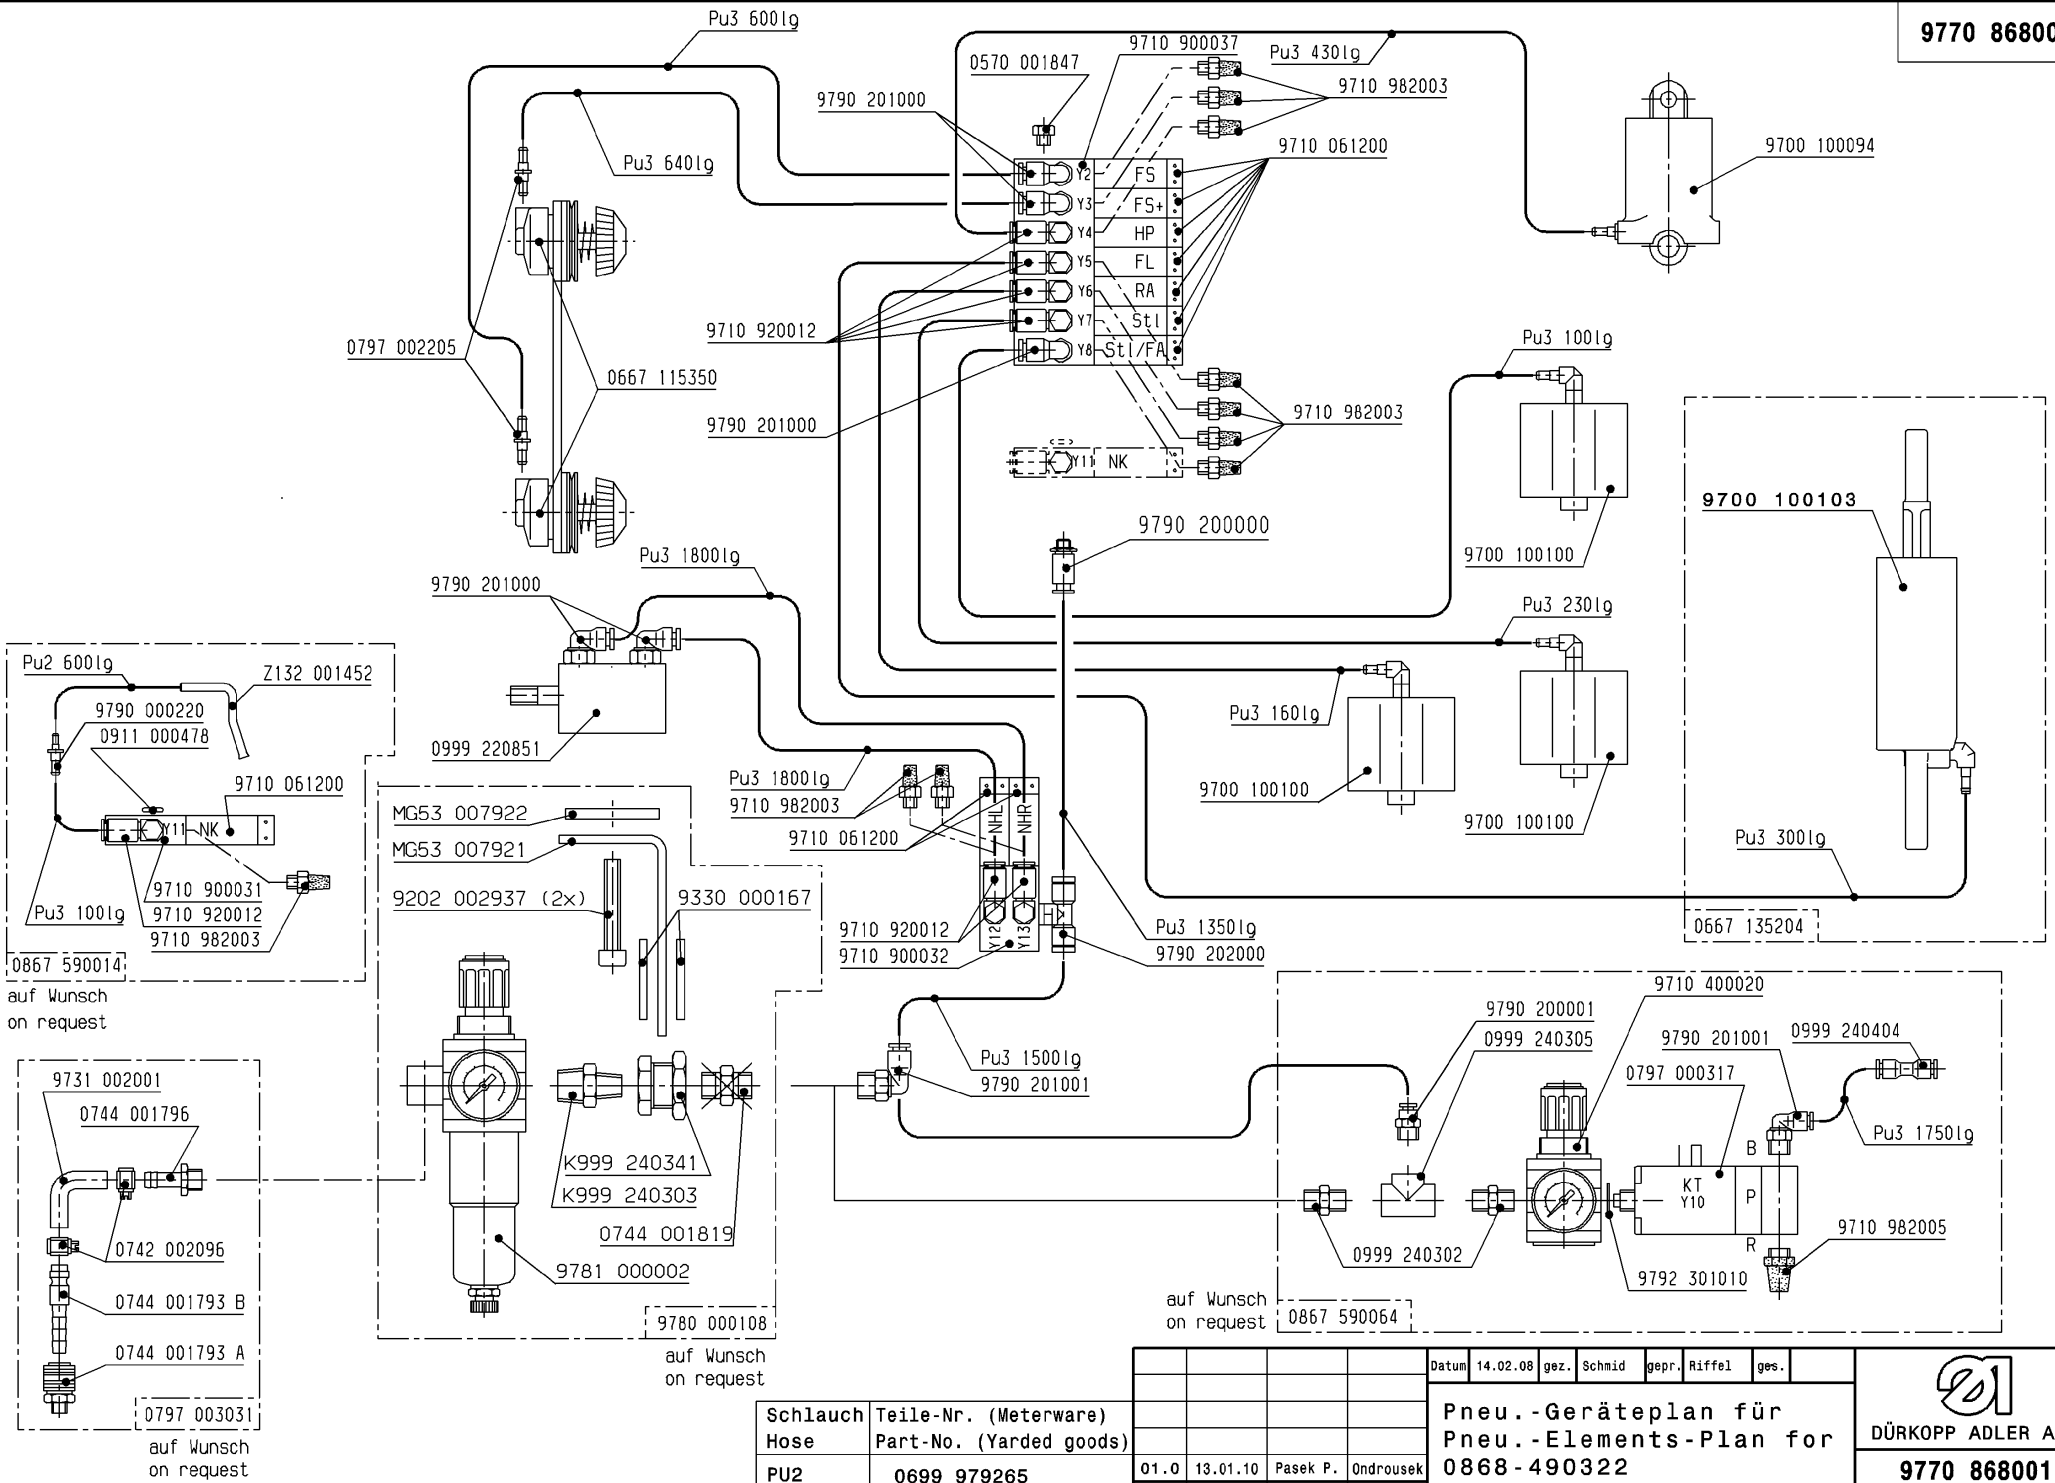 Pu3 600lg
9770 86800
9710 900037
Pu3 430lg
0570 001847
9710 982003
9790 201000
9710 061200
9700 100094
Pu3 640lg
Y2 FS
Y3 FS+
Y4 HP
Y5 FL
Y6 RA
Y7 Stl
Y8 Stl/FA
9710 920012
0797 002205
0667 115350
9790 201000
Pu3 100lg
9710 982003
Y11 NK
9700 100103
9790 200000
9700 100100
Pu3 1800lg
9790 201000
Pu3 230lg
Pu2 600lg
Z132 001452
9790 000220
0911 000478
9710 061200
Y11 NK
9710 900031
Pu3 100lg
9710 920012
9710 982003
0867 590014
auf Wunsch
on request
0999 220851
Pu3 160lg
9700 100100
9700 100100
Pu3 1800lg
9710 982003
9710 061200
NHL
NHR
Y12
Y13
9710 920012
9710 900032
Pu3 1350lg
9790 202000
Pu3 300lg
0667 135204
MG53 007922
MG53 007921
9202 002937 (2x)
9330 000167
K999 240341
K999 240303
0744 001819
9781 000002
9780 000108
auf Wunsch
on request
Pu3 1500lg
9790 201001
9731 002001
0744 001796
0742 002096
0744 001793 B
0744 001793 A
0797 003031
auf Wunsch
on request
9710 400020
9790 200001
0999 240305
9790 201001
0999 240404
0797 000317
Pu3 1750lg
B
KT
Y10
P
R
9710 982005
0999 240302
9792 301010
auf Wunsch
on request
0867 590064
Datum 14.02.08 gez. Schmid gepr. Riffel ges.
Schlauch Teile-Nr. (Meterware)
Hose Part-No. (Yarded goods)
PU2 0699 979265
01.0 13.01.10 Pasek P. Ondrousek
Pneu.-Geräteplan für
Pneu.-Elements-Plan for
0868-490322
DÜRKOPP ADLER A
9770 868001